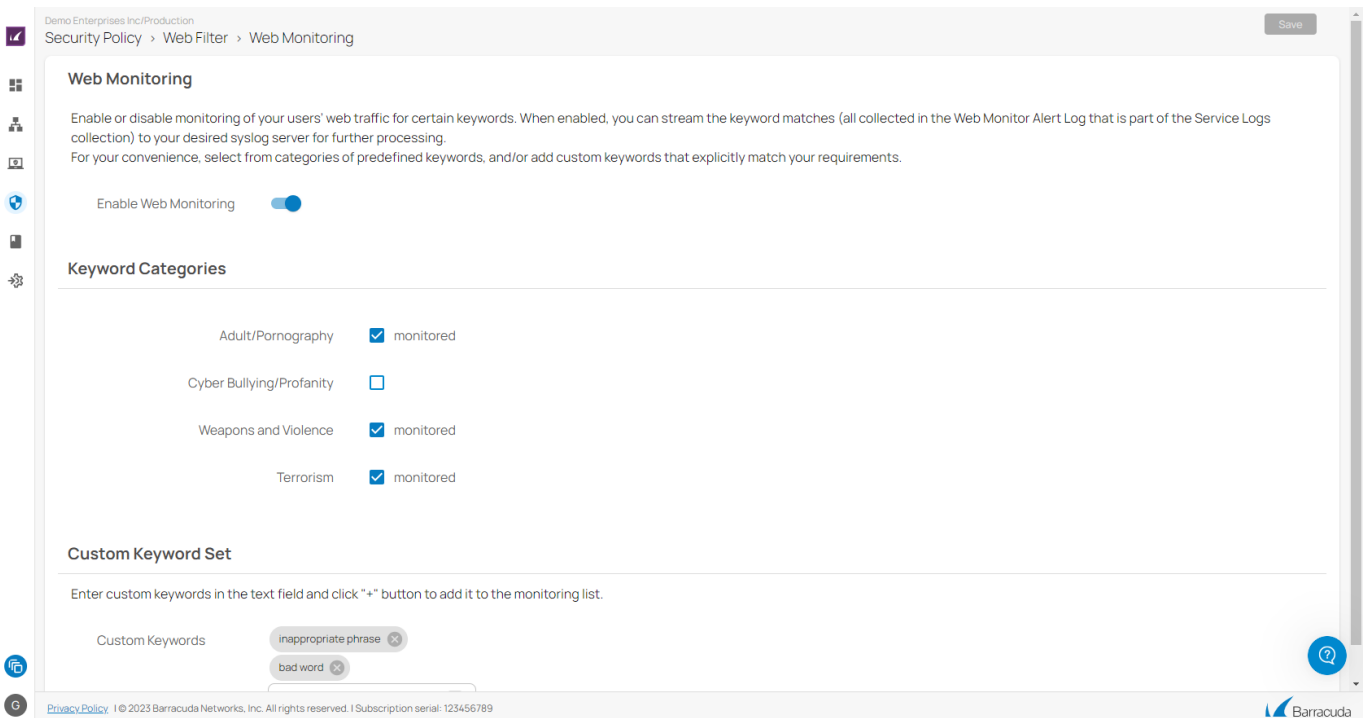 Demo Enterprises Inc/Production
Security Policy › Web Filter › Web Monitoring
Save
Web Monitoring
Enable or disable monitoring of your users' web traffic for certain keywords. When enabled, you can stream the keyword matches (all collected in the Web Monitor Alert Log that is part of the Service Logs
collection) to your desired syslog server for further processing.
For your convenience, select from categories of predefined keywords, and/or add custom keywords that explicitly match your requirements.
Enable Web Monitoring
Keyword Categories
Adult/Pornography monitored
Cyber Bullying/Profanity
Weapons and Violence monitored
Terrorism monitored
Custom Keyword Set
Enter custom keywords in the text field and click "+" button to add it to the monitoring list.
Custom Keywords inappropriate phrase
bad word
G
Privacy Policy | © 2023 Barracuda Networks, Inc. All rights reserved. | Subscription serial: 123456789
Barracuda